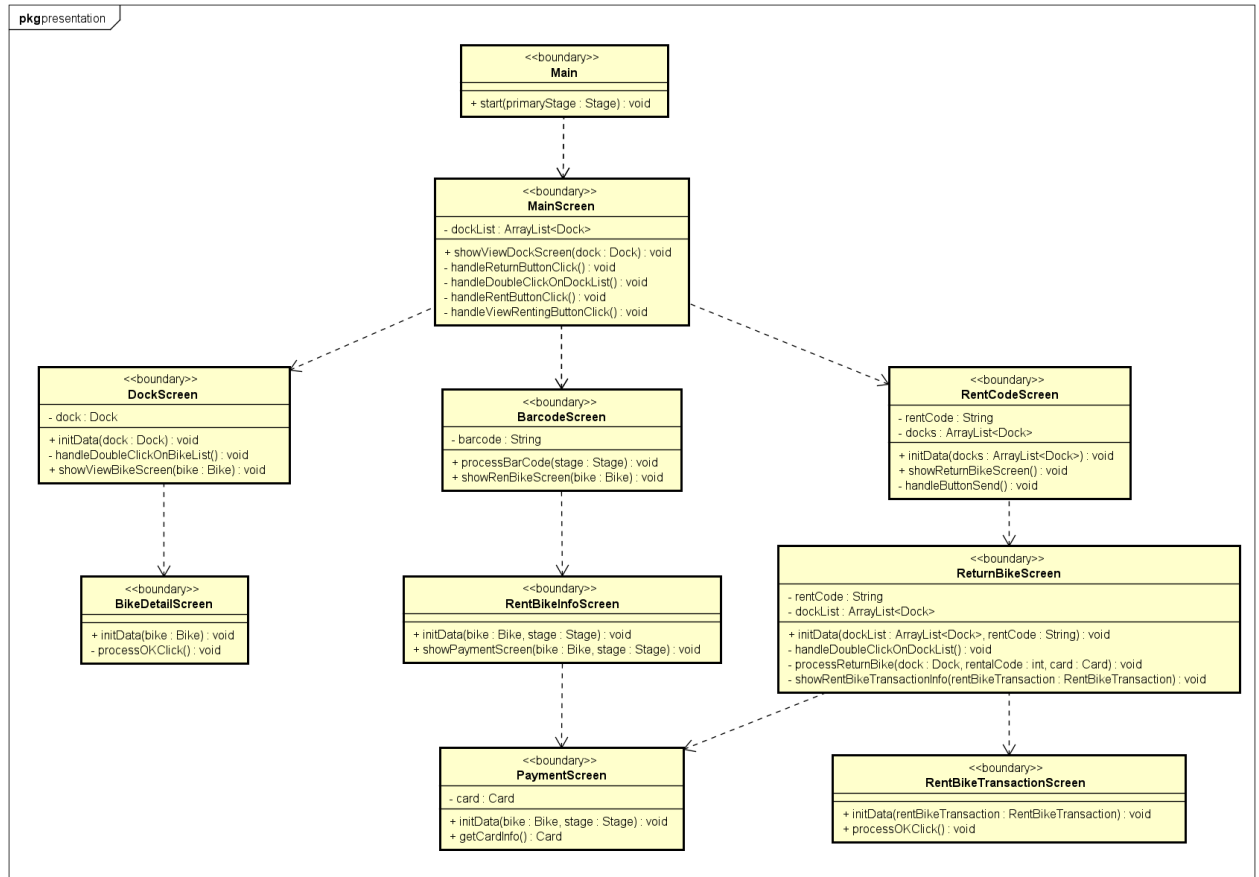 pkg presentation
<<boundary>>
Main
+ start(primaryStage : Stage) : void
<<boundary>>
MainScreen
- dockList : ArrayList<Dock>
+ showViewDockScreen(dock : Dock) : void
- handleReturnButtonClick() : void
- handleDoubleClickOnDockList() : void
- handleRentButtonClick() : void
- handleViewRentingButtonClick() : void
<<boundary>>
DockScreen
- dock : Dock
+ initData(dock : Dock) : void
- handleDoubleClickOnBikeList() : void
+ showViewBikeScreen(bike : Bike) : void
<<boundary>>
BarcodeScreen
- barcode : String
+ processBarCode(stage : Stage) : void
+ showRenBikeScreen(bike : Bike) : void
<<boundary>>
RentCodeScreen
- rentCode : String
- docks : ArrayList<Dock>
+ initData(docks : ArrayList<Dock>) : void
+ showReturnBikeScreen() : void
- handleButtonSend() : void
<<boundary>>
BikeDetailScreen
+ initData(bike : Bike) : void
- processOKClick() : void
<<boundary>>
RentBikeInfoScreen
+ initData(bike : Bike, stage : Stage) : void
+ showPaymentScreen(bike : Bike, stage : Stage) : void
<<boundary>>
ReturnBikeScreen
- rentCode : String
- dockList : ArrayList<Dock>
+ initData(dockList : ArrayList<Dock>, rentCode : String) : void
- handleDoubleClickOnDockList() : void
- processReturnBike(dock : Dock, rentalCode : int, card : Card) : void
- showRentBikeTransactionInfo(rentBikeTransaction : RentBikeTransaction) : void
<<boundary>>
PaymentScreen
- card : Card
+ initData(bike : Bike, stage : Stage) : void
+ getCardInfo() : Card
<<boundary>>
RentBikeTransactionScreen
+ initData(rentBikeTransaction : RentBikeTransaction) : void
+ processOKClick() : void